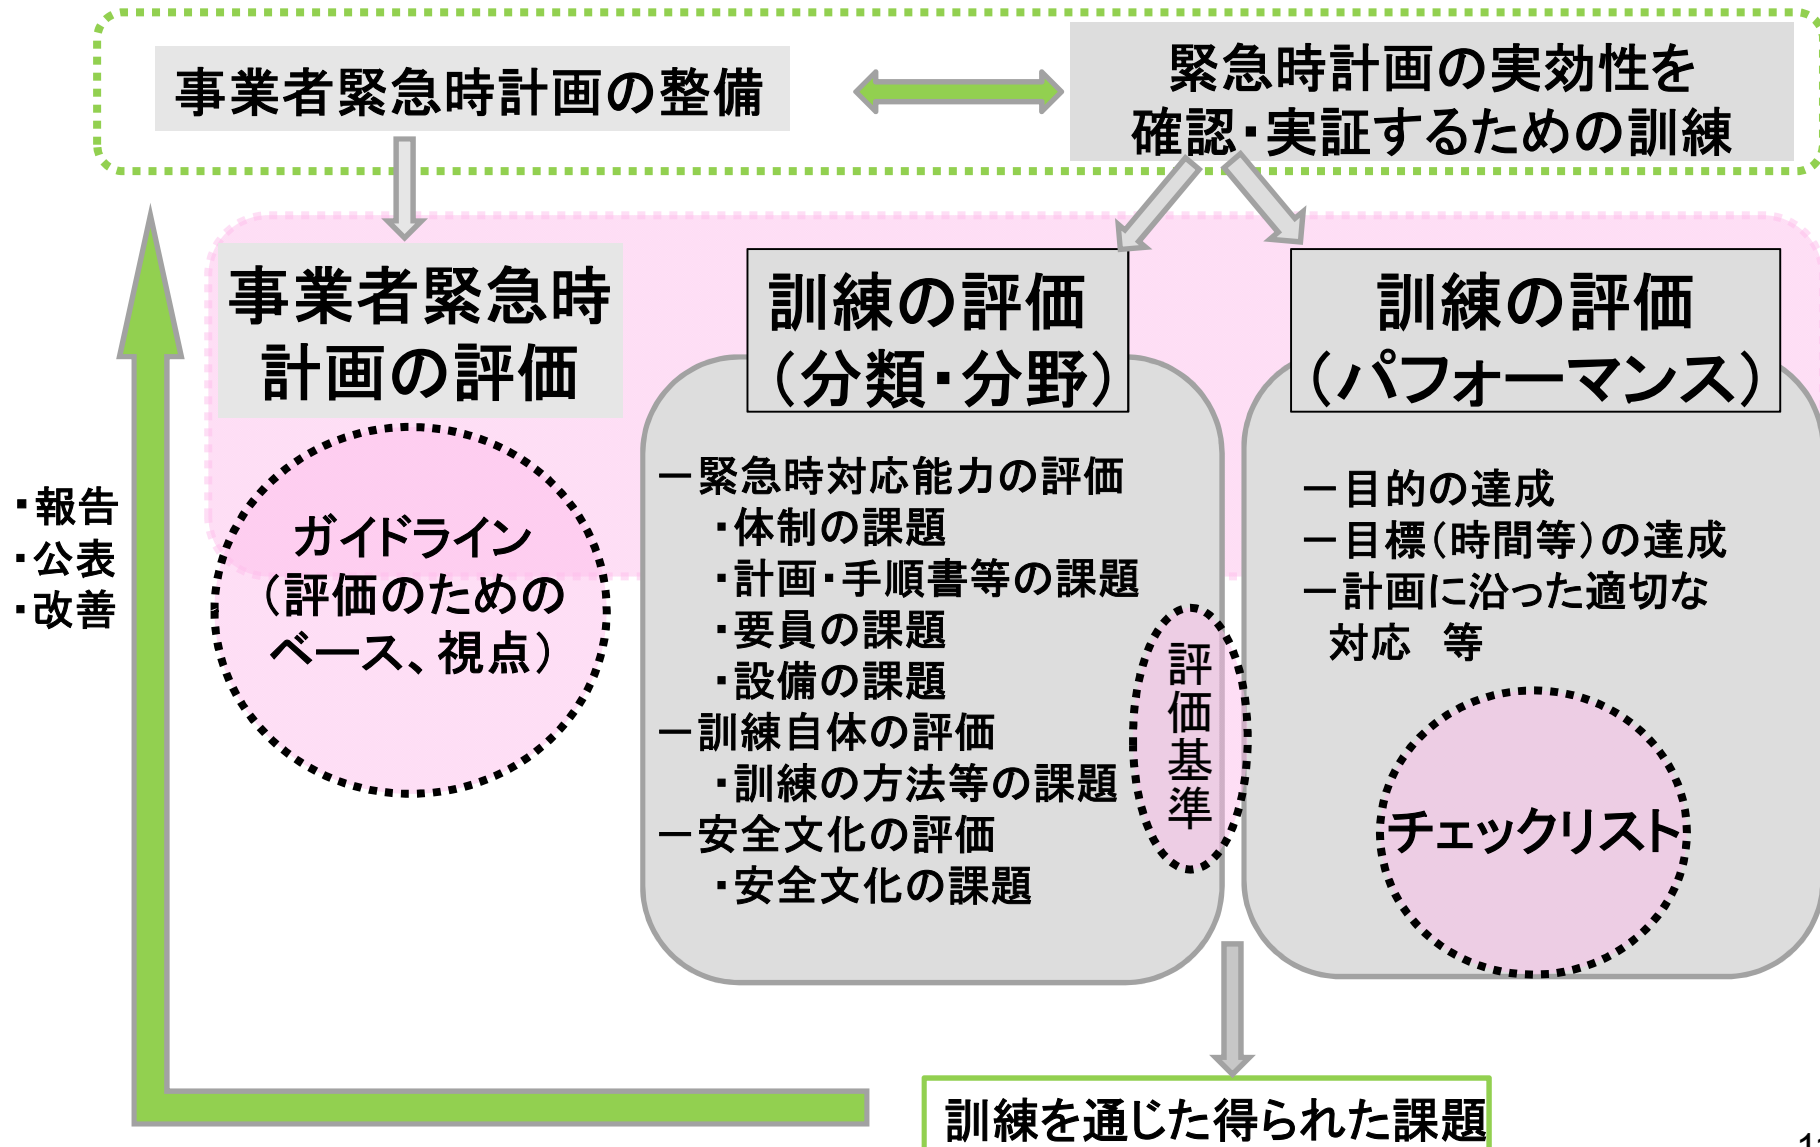 事業者緊急時計画の整備
緊急時計画の実効性を
確認・実証するための訓練
事業者緊急時
計画の評価
ガイドライン
（評価のための
ベース、視点）
訓練の評価
（分類・分野）
－緊急時対応能力の評価
・体制の課題
・計画・手順書等の課題
・要員の課題
・設備の課題
－訓練自体の評価
・訓練の方法等の課題
－安全文化の評価
・安全文化の課題
評価基準
訓練の評価
（パフォーマンス）
－目的の達成
－目標（時間等）の達成
－計画に沿った適切な
対応　等
チェックリスト
・報告
・公表
・改善
訓練を通じた得られた課題